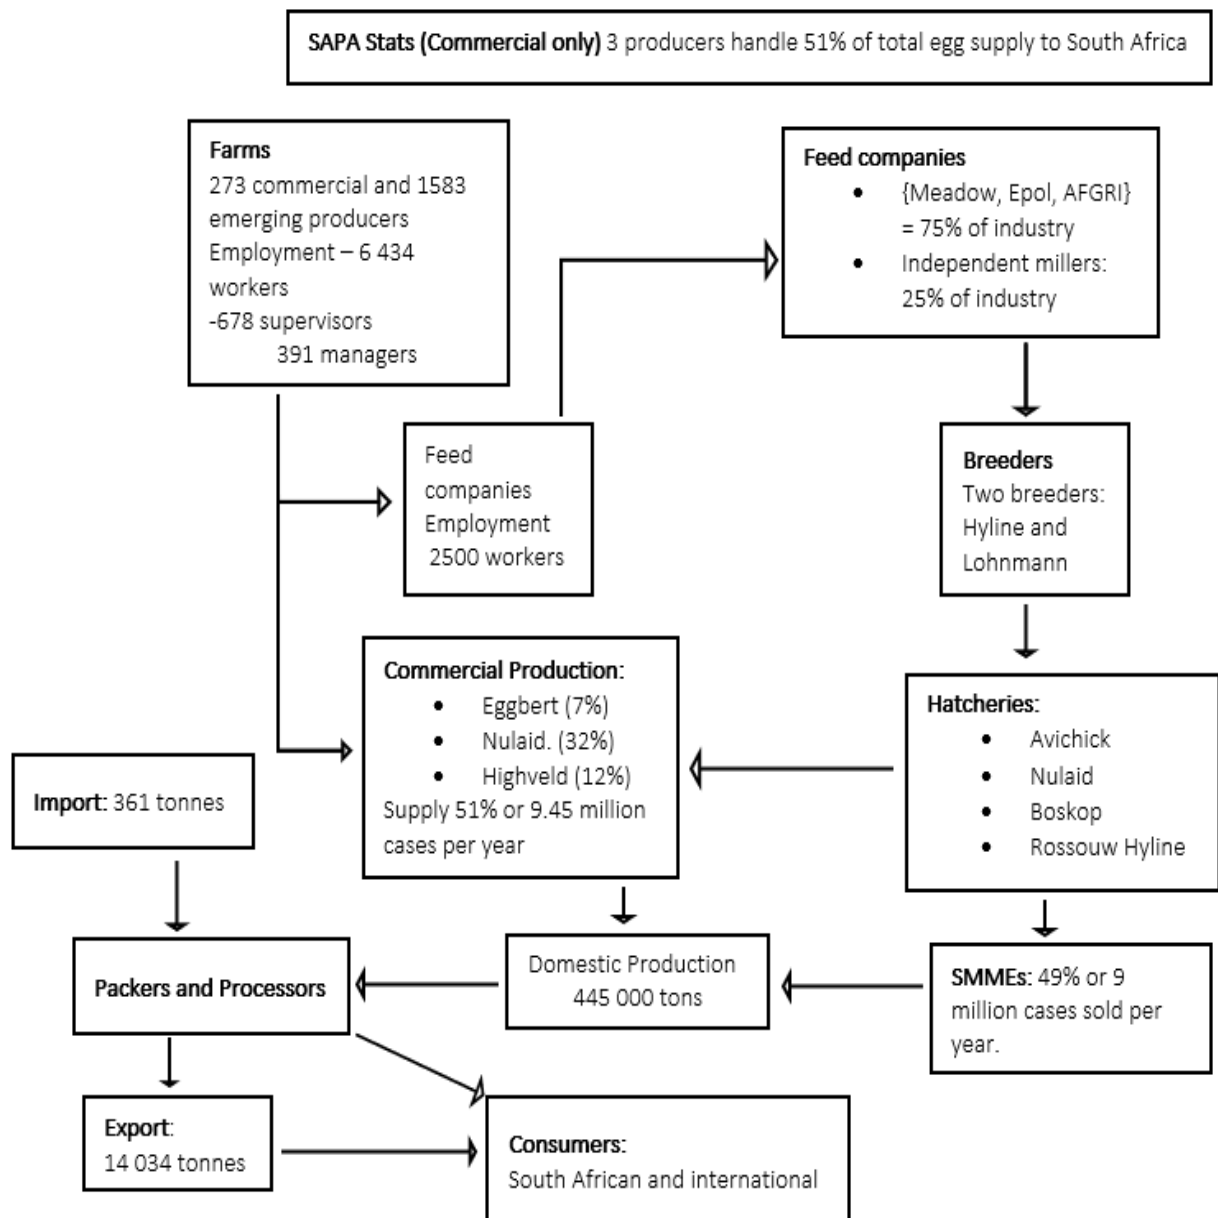 SAPA Stats (Commercial only) 3 producers handle 51% of total egg supply to South Africa
Farms
273 commercial and 1583
emerging producers
Employment – 6 434
workers
-678 supervisors
391 managers
Feed companies
• {Meadow, Epol, AFGRI}
= 75% of industry
• Independent millers:
25% of industry
Feed
companies
Employment
2500 workers
Breeders
Two breeders:
Hyline and
Lohnmann
Commercial Production:
• Eggbert (7%)
• Nulaid. (32%)
• Highveld (12%)
Supply 51% or 9.45 million
cases per year
Hatcheries:
• Avichick
• Nulaid
• Boskop
• Rossouw Hyline
Import: 361 tonnes
Packers and Processors
Domestic Production
445 000 tons
SMMEs: 49% or 9
million cases sold per
year.
Export:
14 034 tonnes
Consumers:
South African and international